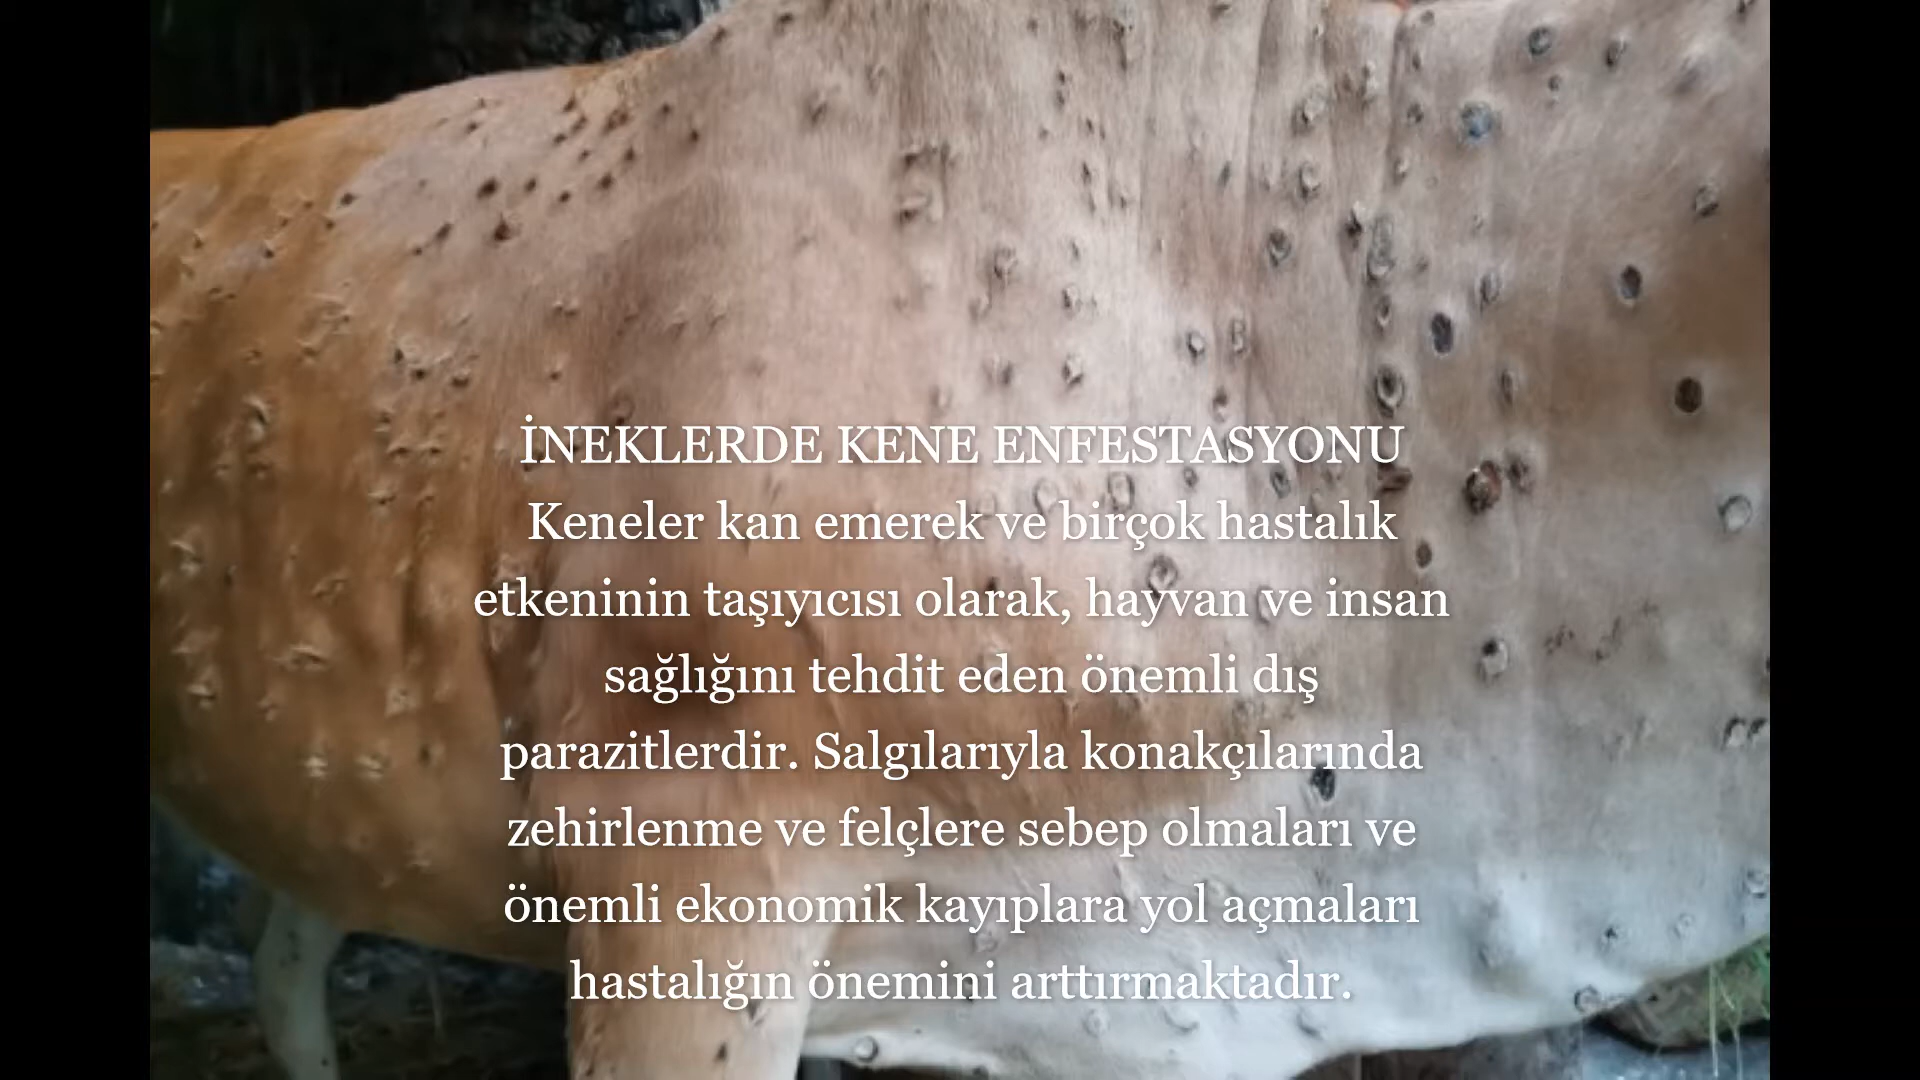 İNEKLERDE KENE ENFESTASYONU
Keneler kan emerek ve birçok hastalık
etkeninin taşıyıcısı olarak, hayvan ve insan
sağlığını tehdit eden önemli dış
parazitlerdir. Salgılarıyla konakçılarında
zehirlenme ve felçlere sebep olmaları ve
önemli ekonomik kayıplara yol açmaları
hastalığın önemini arttırmaktadır.